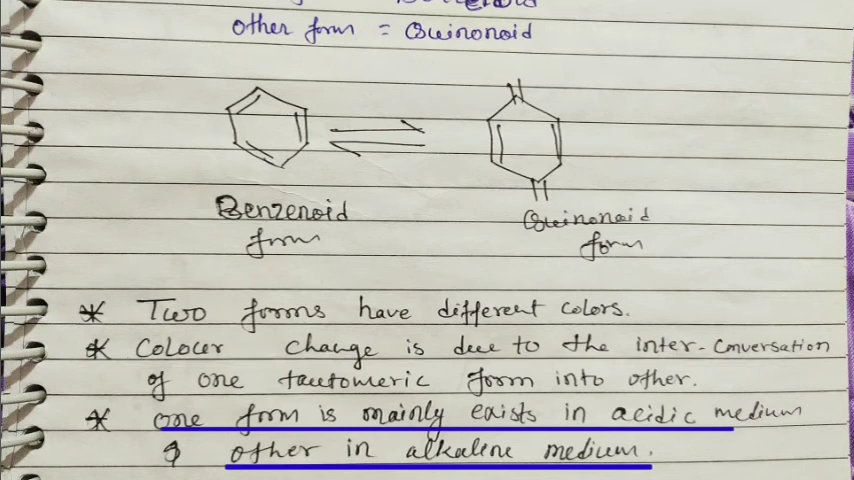 other form = Quinonoid
Benzenoid
form
Quinonoid
form
* Two forms have different colors.
* Colour change is due to the inter-conversation
of one tautomeric form into other.
* one form is mainly exists in acidic medium
& other in alkaline medium.